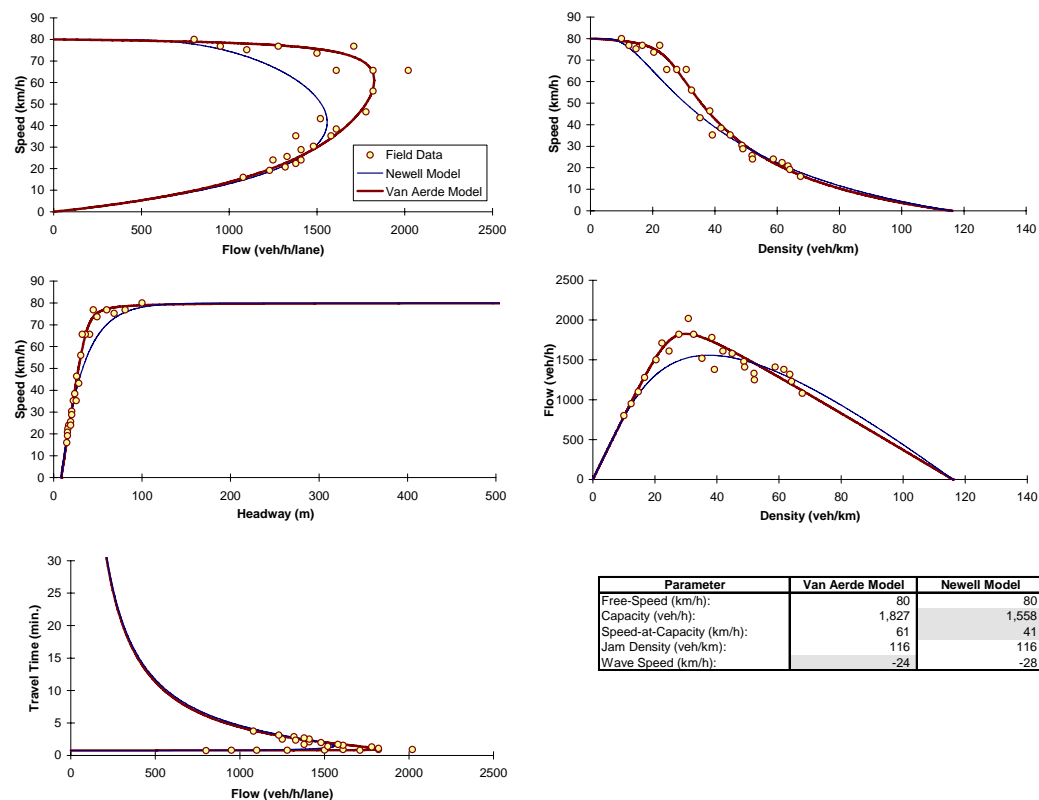 90
80
70
60
50
40
30
20
10
0
Speed (km/h)
Field Data
Newell Model
Van Aerde Model
0 500 1000 1500 2000 2500
Flow (veh/h/lane)
90
80
70
60
50
40
30
20
10
0
Speed (km/h)
0 20 40 60 80 100 120 140
Density (veh/km)
90
80
70
60
50
40
30
20
10
0
Speed (km/h)
0 100 200 300 400 500
Headway (m)
2500
2000
1500
1000
500
0
Flow (veh/h)
0 20 40 60 80 100 120 140
Density (veh/km)
30
25
20
15
10
5
0
Travel Time (min.)
0 500 1000 1500 2000 2500
Flow (veh/h/lane)
Parameter Van Aerde Model Newell Model
Free-Speed (km/h): 80 80
Capacity (veh/h): 1,827 1,558
Speed-at-Capacity (km/h): 61 41
Jam Density (veh/km): 116 116
Wave Speed (km/h): -24 -28